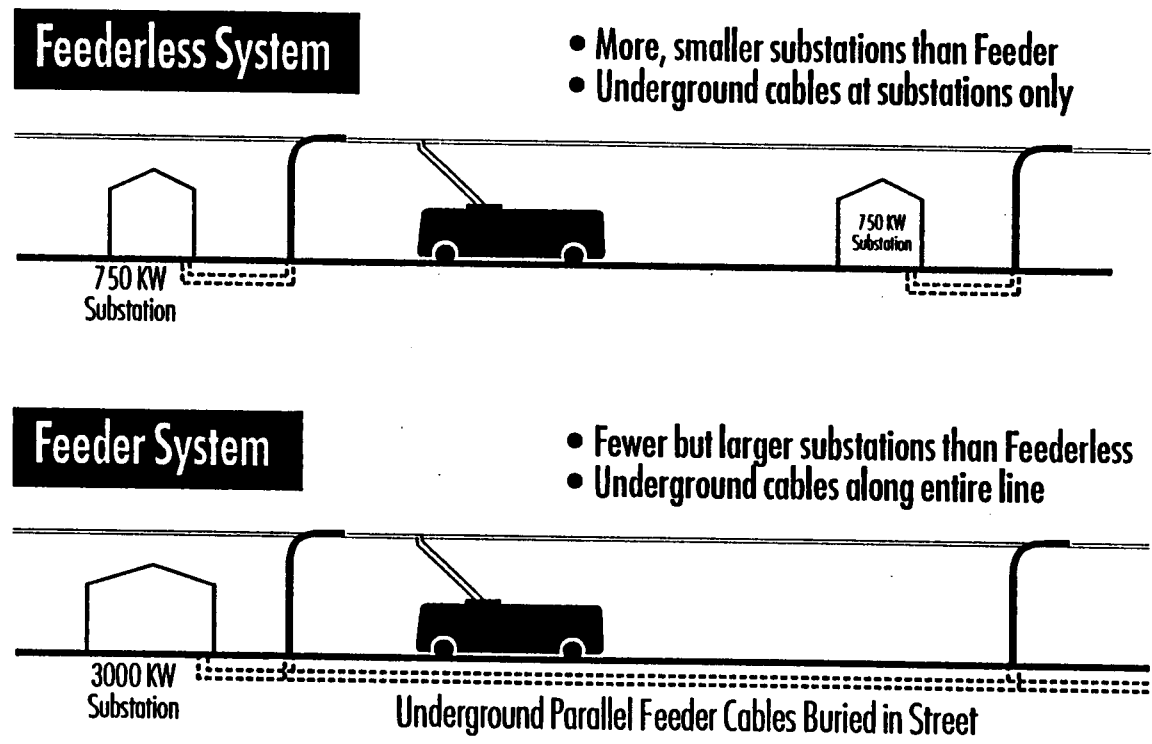 Feederless System
• More, smaller substations than Feeder
• Underground cables at substations only
750 KW
Substation
750 KW
Substation
Feeder System
• Fewer but larger substations than Feederless
• Underground cables along entire line
3000 KW
Substation
Underground Parallel Feeder Cables Buried in Street